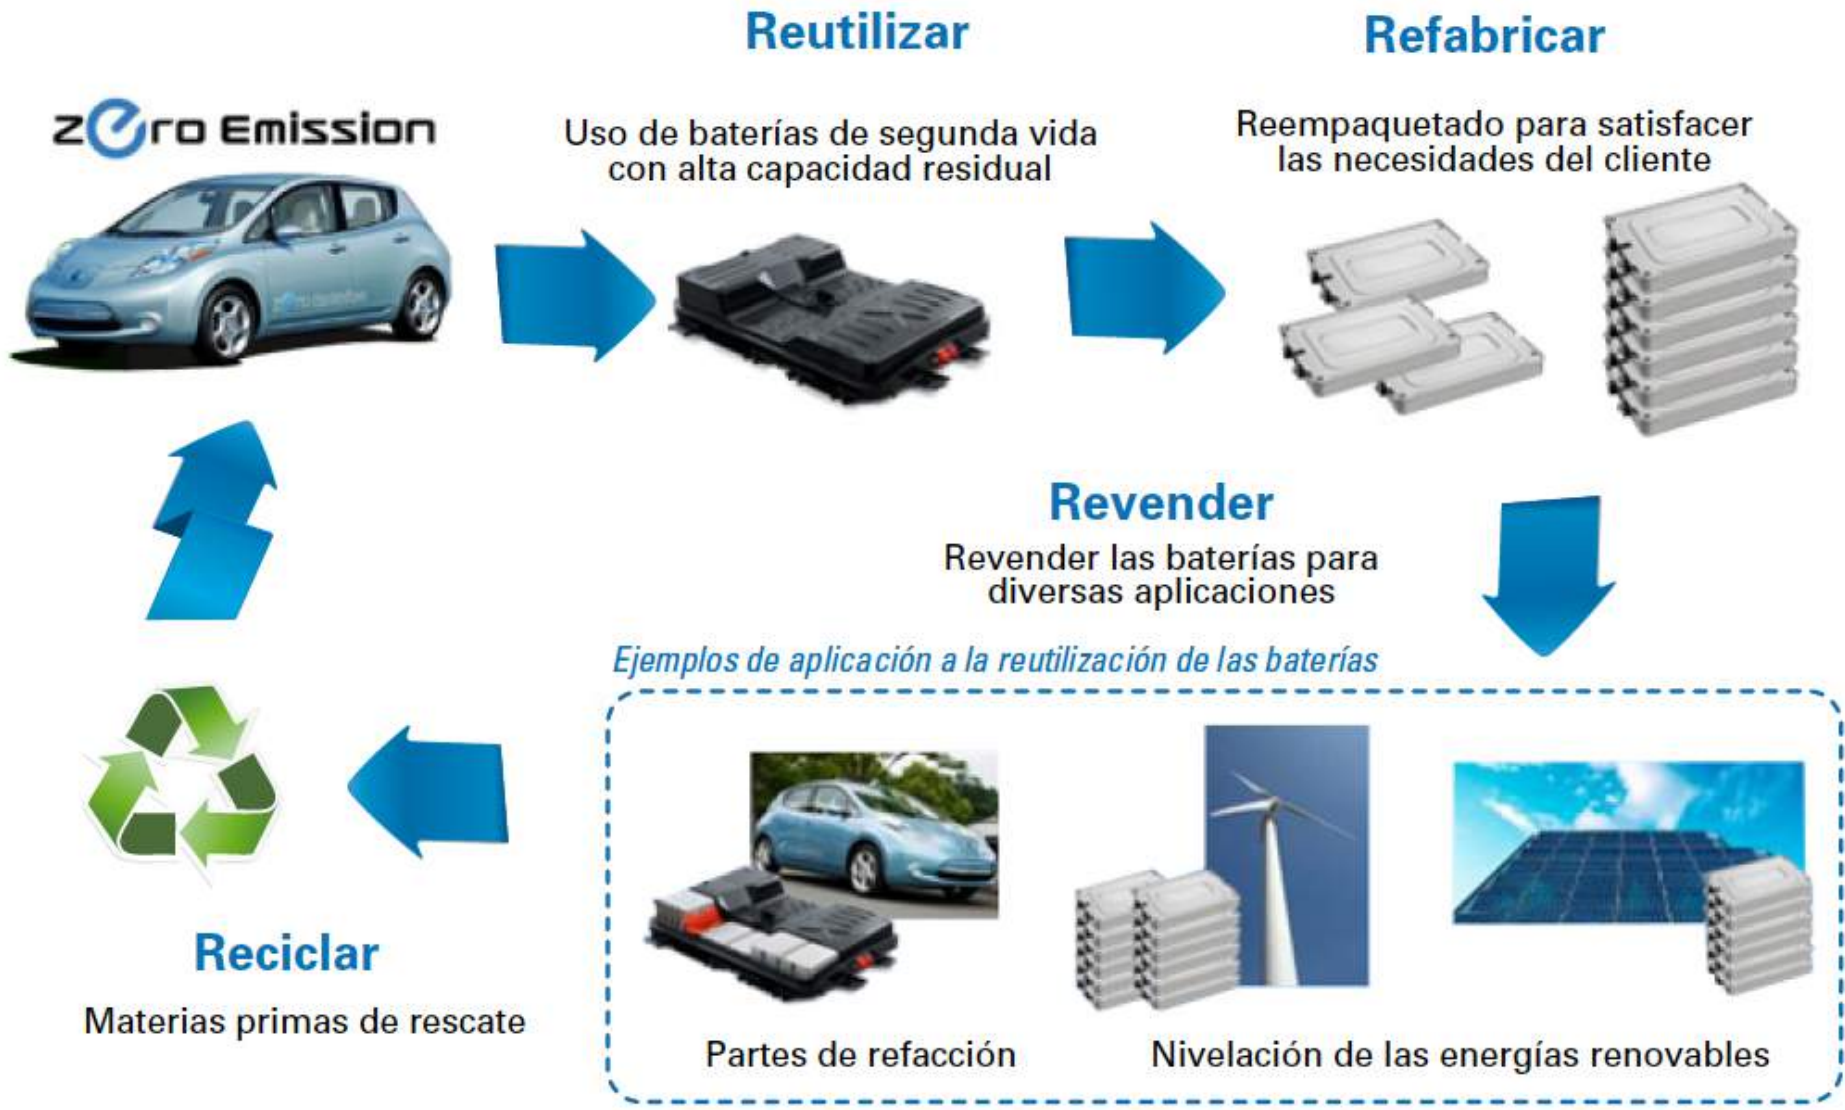 Reutilizar
Refabricar
zero Emission
Uso de baterías de segunda vida
con alta capacidad residual
Reempaquetado para satisfacer
las necesidades del cliente
Revender
Revender las baterías para
diversas aplicaciones
Ejemplos de aplicación a la reutilización de las baterías
Reciclar
Materias primas de rescate
Partes de refacción
Nivelación de las energías renovables